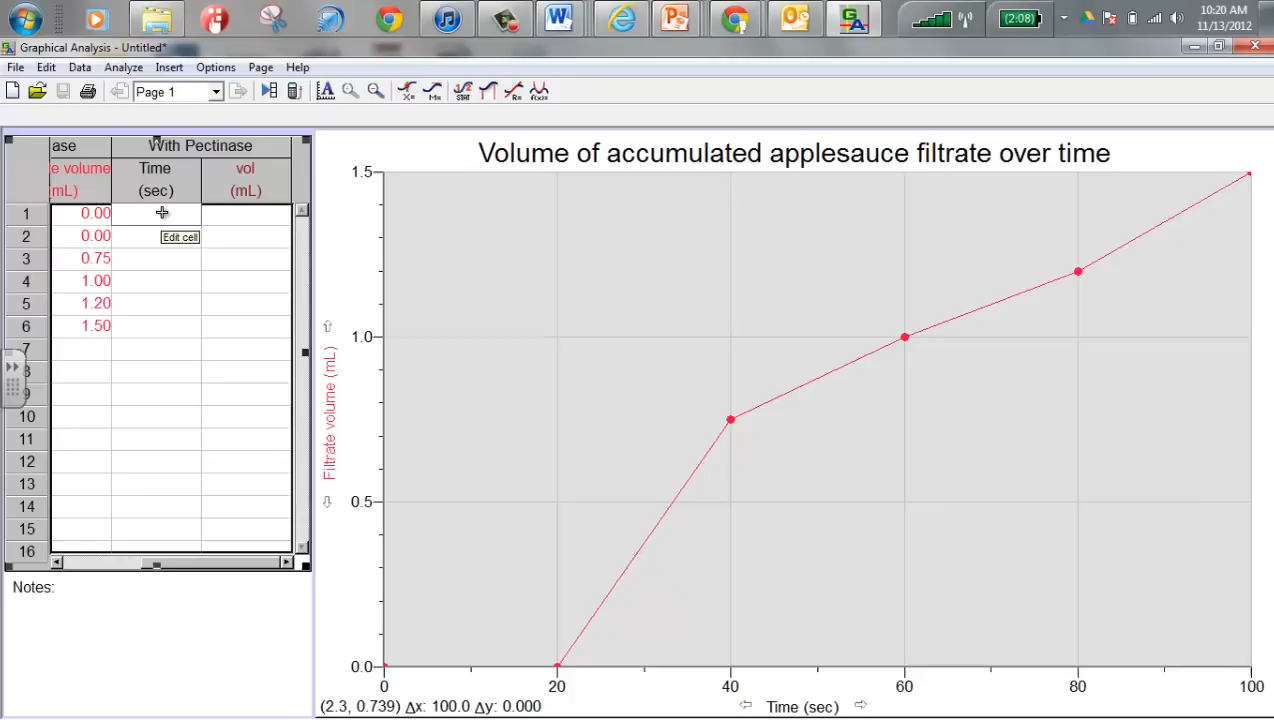 (2:08)
10:20 AM
11/13/2012
Graphical Analysis - Untitled*
File Edit Data Analyze Insert Options Page Help
Page 1
ase With Pectinase
e volume Time vol
mL) (sec) (mL)
1 0.00
2 0.00
Edit cell
3 0.75
4 1.00
5 1.20
6 1.50
7
8
9
10
11
12
13
14
15
16
Notes:
Volume of accumulated applesauce filtrate over time
1.5
1.0
0.5
0.0
Filtrate volume (mL)
0 20 40 60 80 100
(2.3, 0.739) Δx: 100.0 Δy: 0.000
Time (sec)